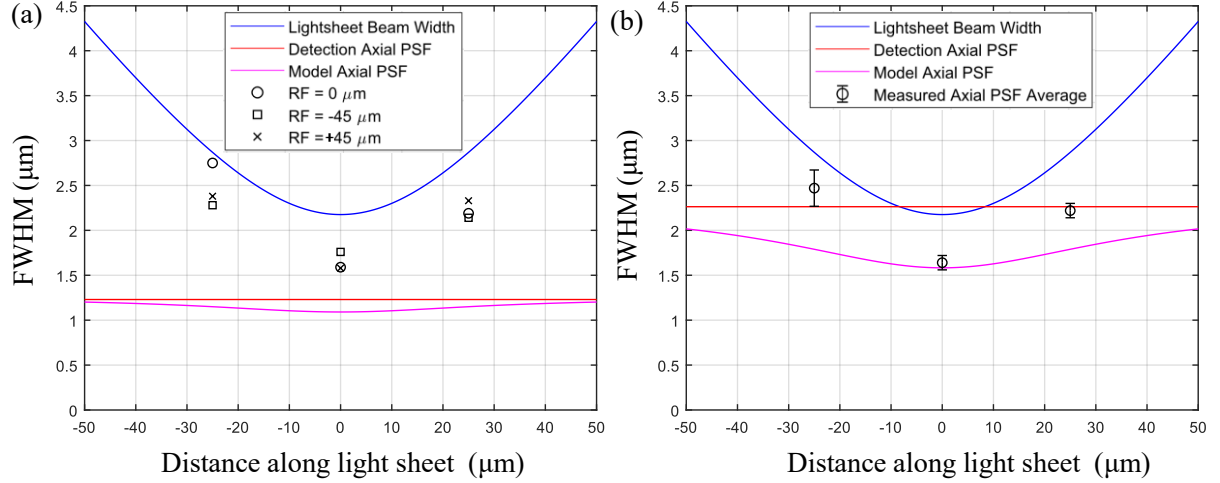 (a)
Lightsheet Beam Width
Detection Axial PSF
Model Axial PSF
RF = 0 μm
RF = -45 μm
RF =+45 μm
FWHM (μm)
4.5
4
3.5
3
2.5
2
1.5
1
0.5
0
-50 -40 -30 -20 -10 0 10 20 30 40 50
Distance along light sheet (μm)
(b)
Lightsheet Beam Width
Detection Axial PSF
Model Axial PSF
Measured Axial PSF Average
FWHM (μm)
4.5
4
3.5
3
2.5
2
1.5
1
0.5
0
-50 -40 -30 -20 -10 0 10 20 30 40 50
Distance along light sheet (μm)